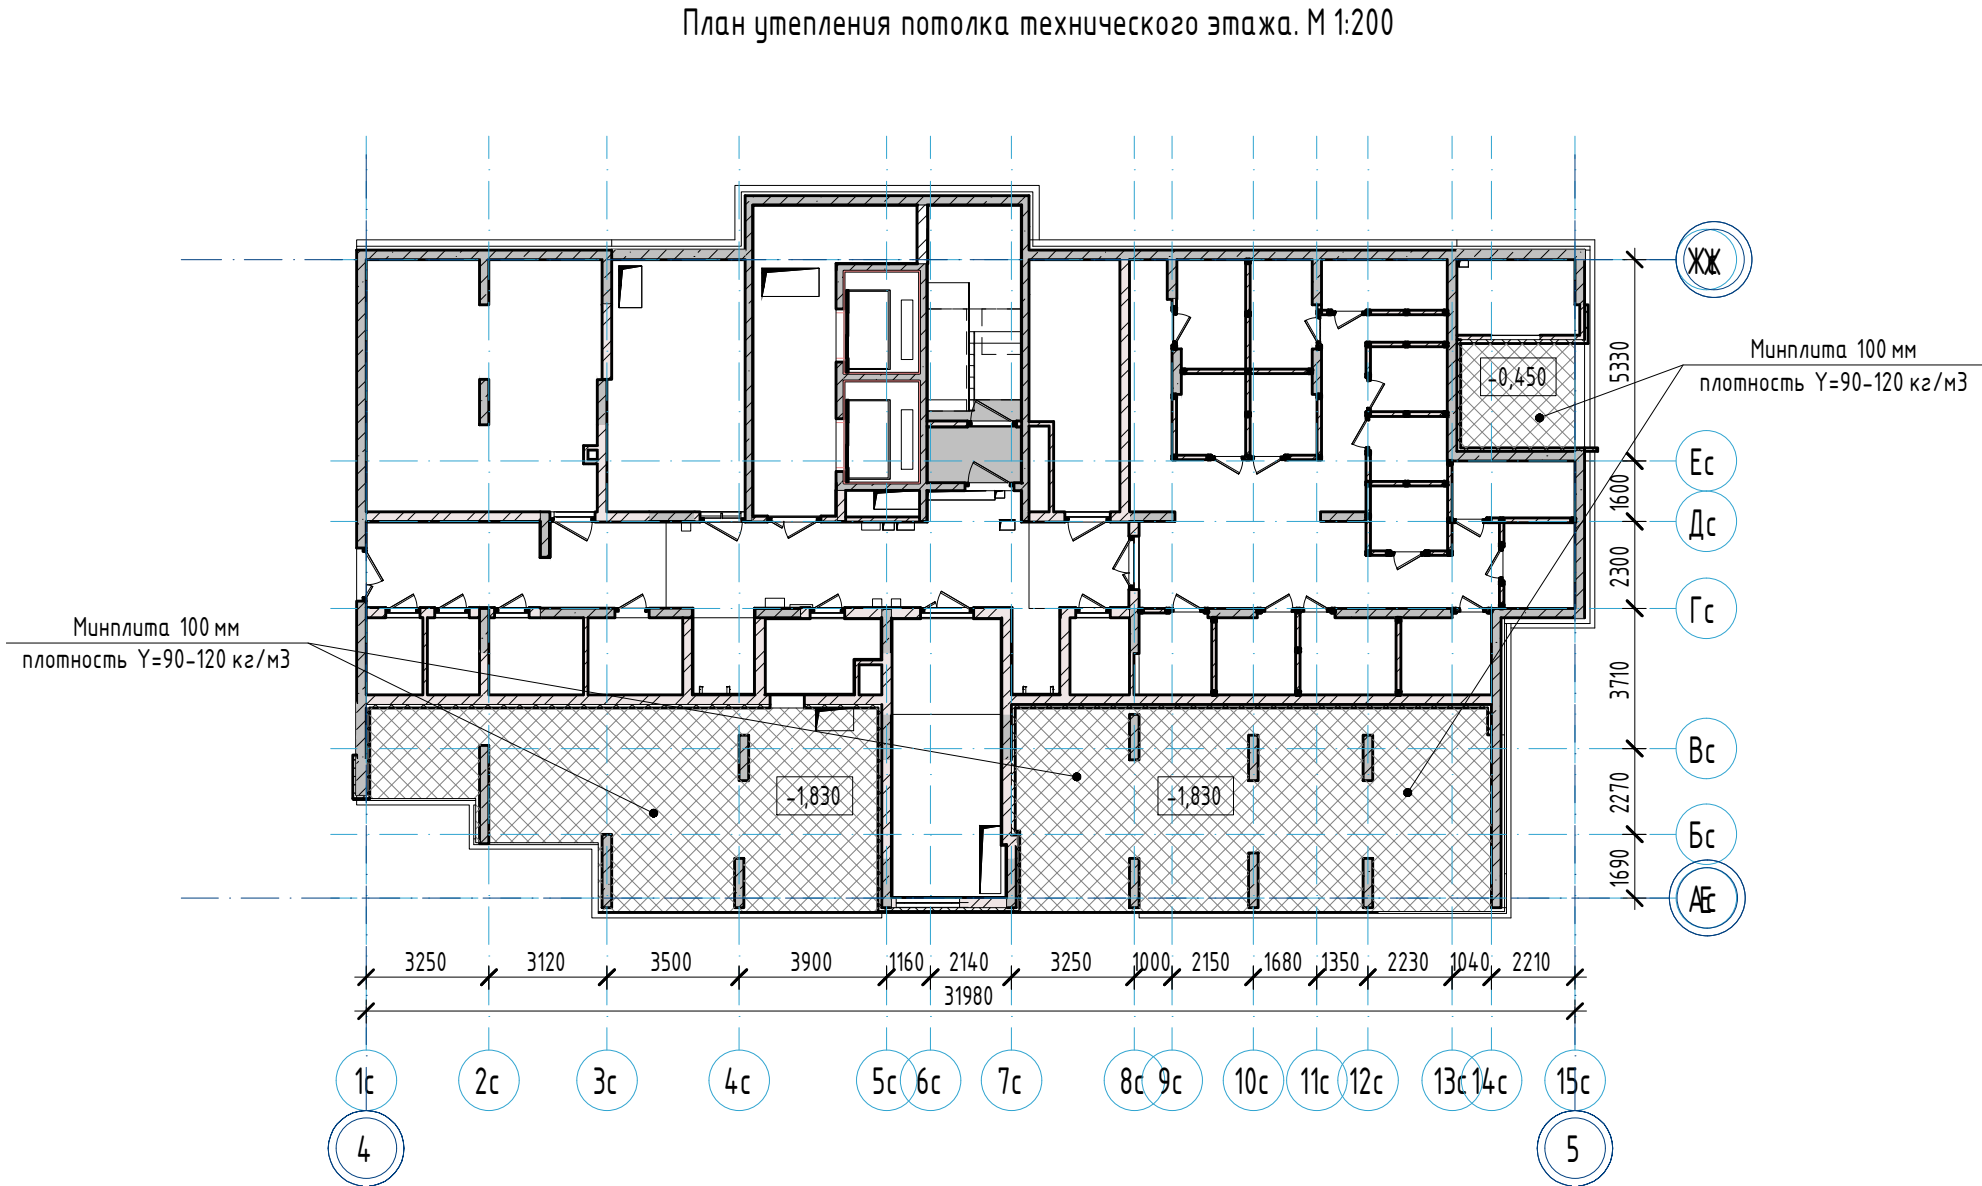 План утепления потолка технического этажа. М 1:200
Минплита 100 мм
плотность Y=90-120 кг/м3
-0,450
Минплита 100 мм
плотность Y=90-120 кг/м3
-1,830
-1,830
5330
1600
2300
3710
2270
1690
Ес
Дс
Гс
Вс
Бс
3250 3120 3500 3900 1160 2140 3250 1000 2150 1680 1350 2230 1040 2210
31980
1с 2с 3с 4с 5с 6с 7с 8с 9с 10с 11с 12с 13с 14с 15с
4 5